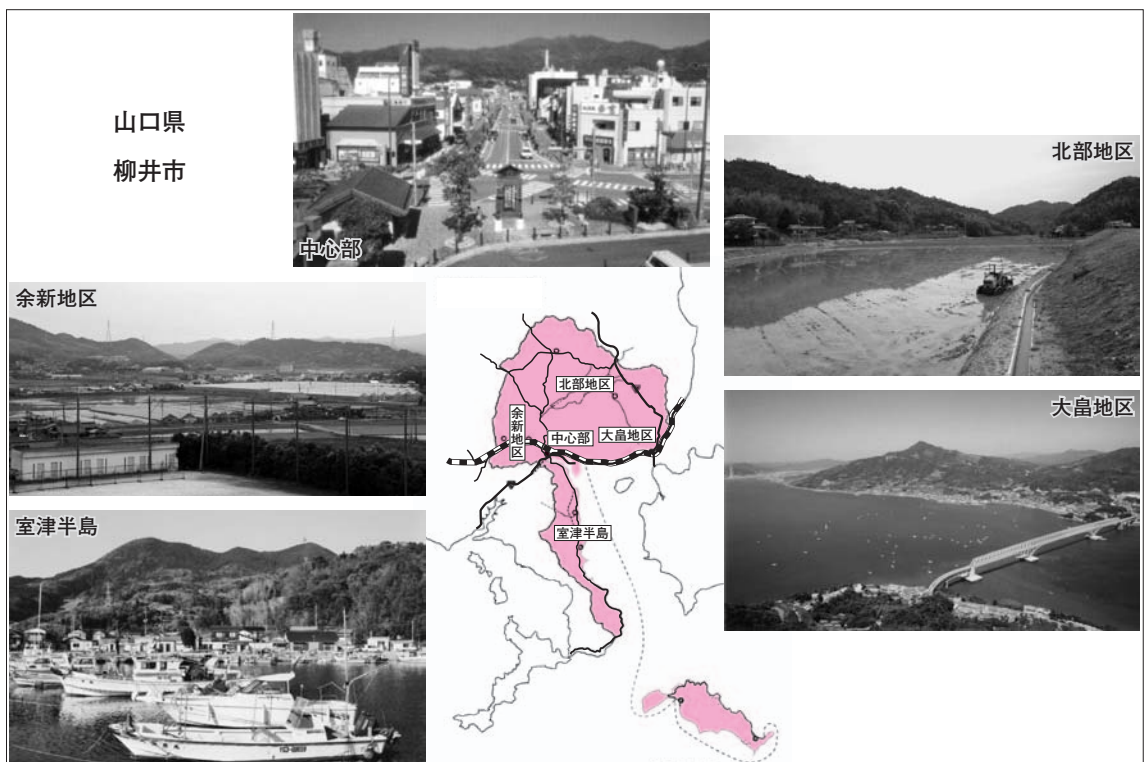 山口県
柳井市
中心部
北部地区
余新地区
大畠地区
室津半島
北部地区
余新地区
中心部
大畠地区
室津半島